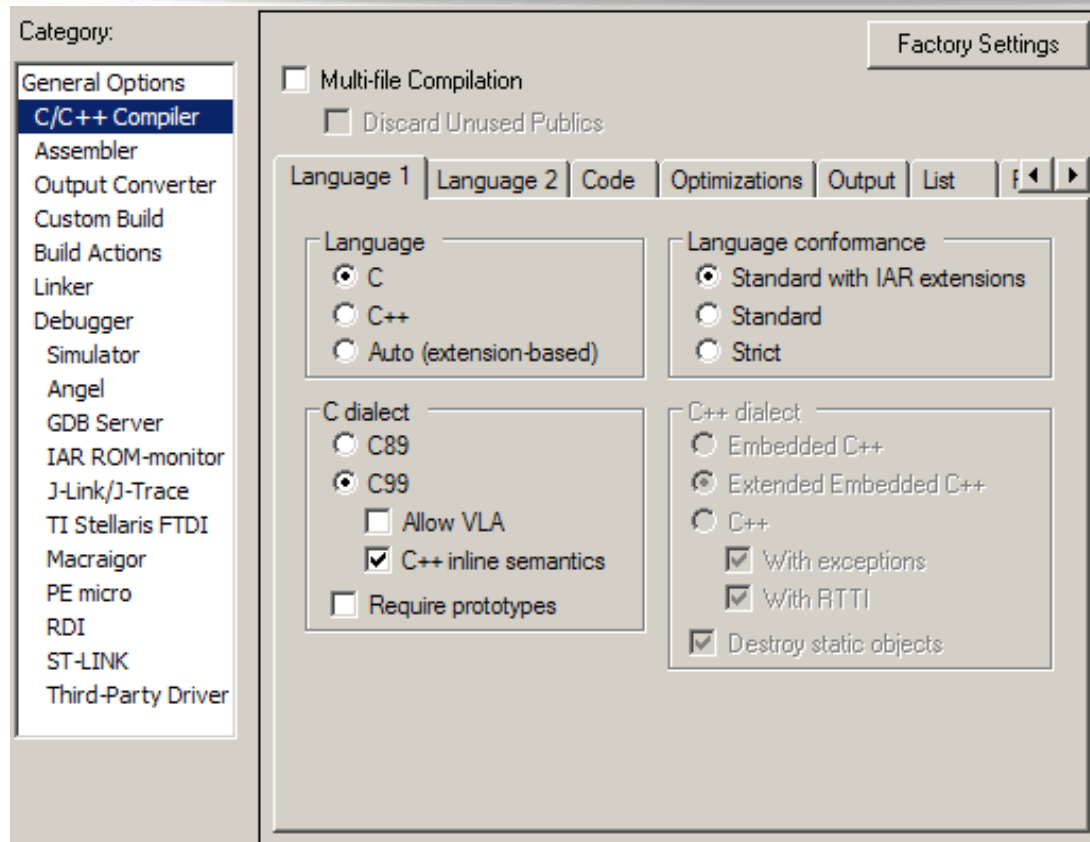 Category:
General Options
C/C++ Compiler
Assembler
Output Converter
Custom Build
Build Actions
Linker
Debugger
Simulator
Angel
GDB Server
IAR ROM-monitor
J-Link/J-Trace
TI Stellaris FTDI
Macraigor
PE micro
RDI
ST-LINK
Third-Party Driver
Factory Settings
Multi-file Compilation
Discard Unused Publics
Language 1 Language 2 Code Optimizations Output List
Language
C
C++
Auto (extension-based)
Language conformance
Standard with IAR extensions
Standard
Strict
C dialect
C89
C99
Allow VLA
C++ inline semantics
Require prototypes
C++ dialect
Embedded C++
Extended Embedded C++
C++
With exceptions
With RTTI
Destroy static objects